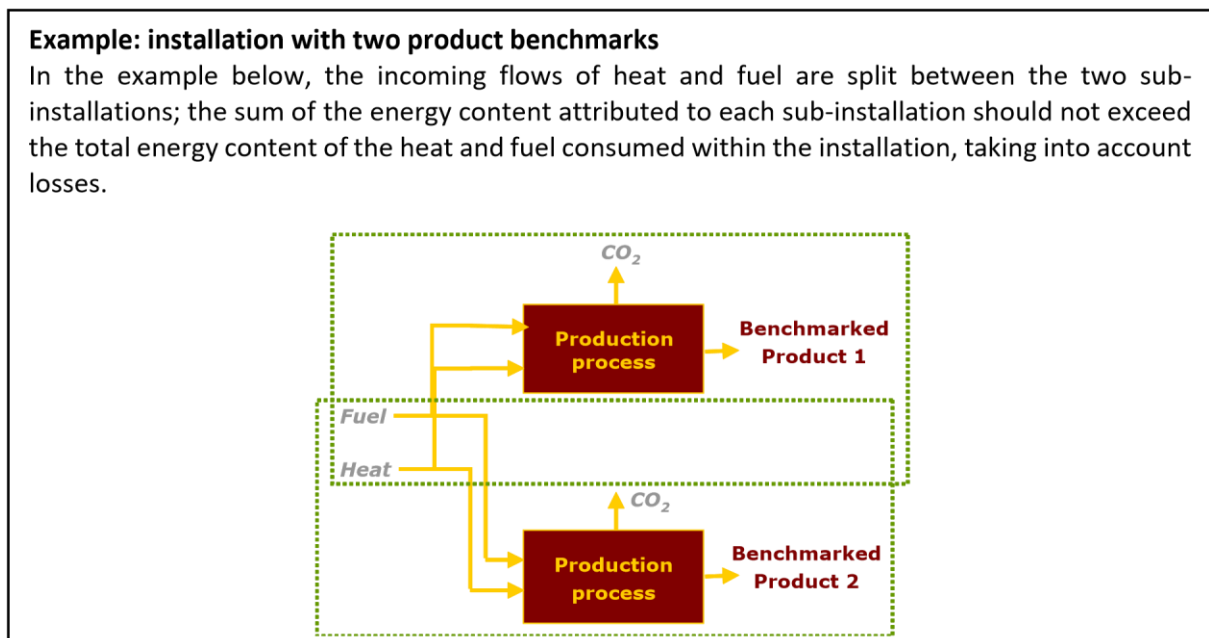 Example: installation with two product benchmarks
In the example below, the incoming flows of heat and fuel are split between the two sub-
installations; the sum of the energy content attributed to each sub-installation should not exceed
the total energy content of the heat and fuel consumed within the installation, taking into account
losses.
CO2
Production
process
Benchmarked
Product 1
Fuel
Heat
CO2
Production
process
Benchmarked
Product 2